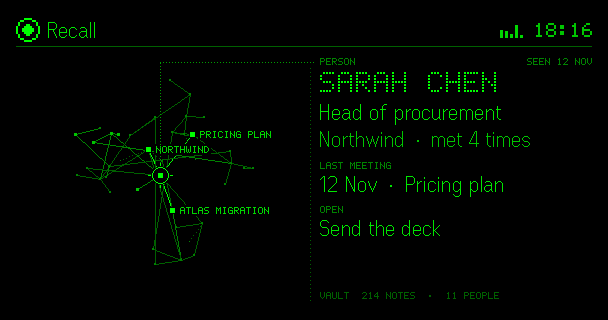 Recall
18:16
PRICING PLAN
NORTHWIND
ATLAS MIGRATION
PERSON
SEEN 12 NOV
SARAH CHEN
Head of procurement
Northwind · met 4 times
LAST MEETING
12 Nov · Pricing plan
OPEN
Send the deck
VAULT 214 NOTES · 11 PEOPLE